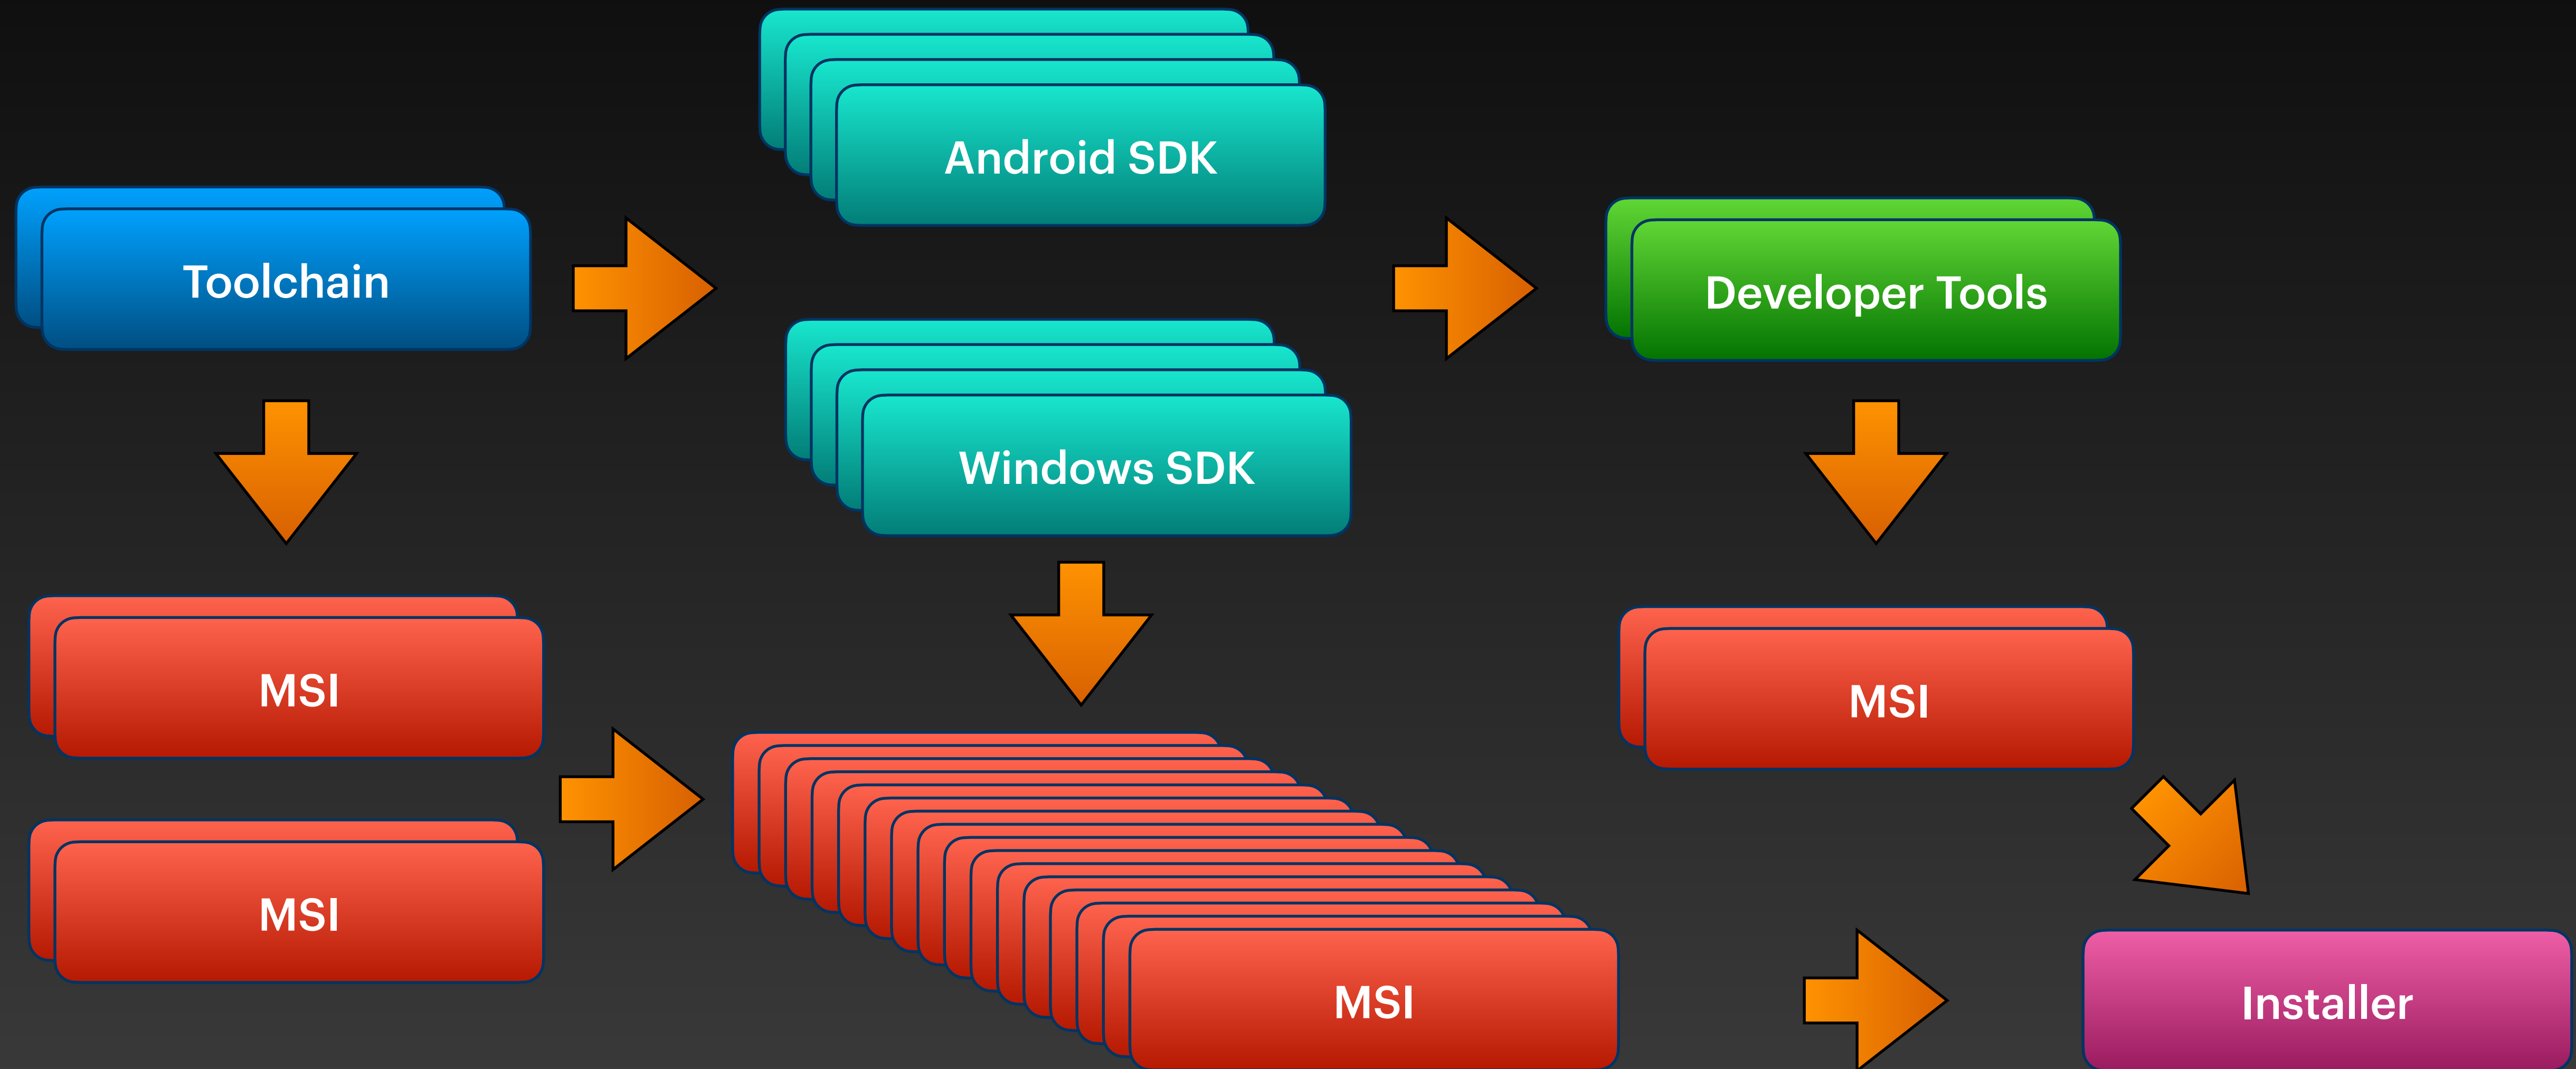 Android SDK
Toolchain
Developer Tools
Windows SDK
MSI
MSI
MSI
MSI
Installer